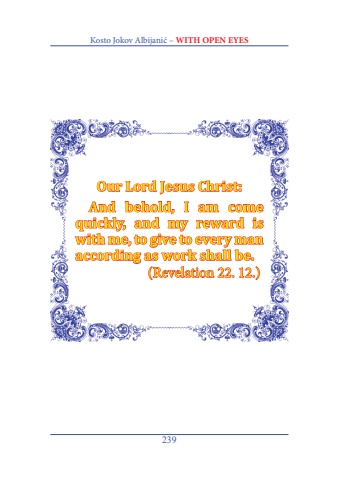 Kosto Jokov Albijanić – WITH OPEN EYES
Our Lord Jesus Christ:
And behold, I am come
quickly, and my reward is
with me, to give to every man
according as work shall be.
(Revelation 22. 12.)
239